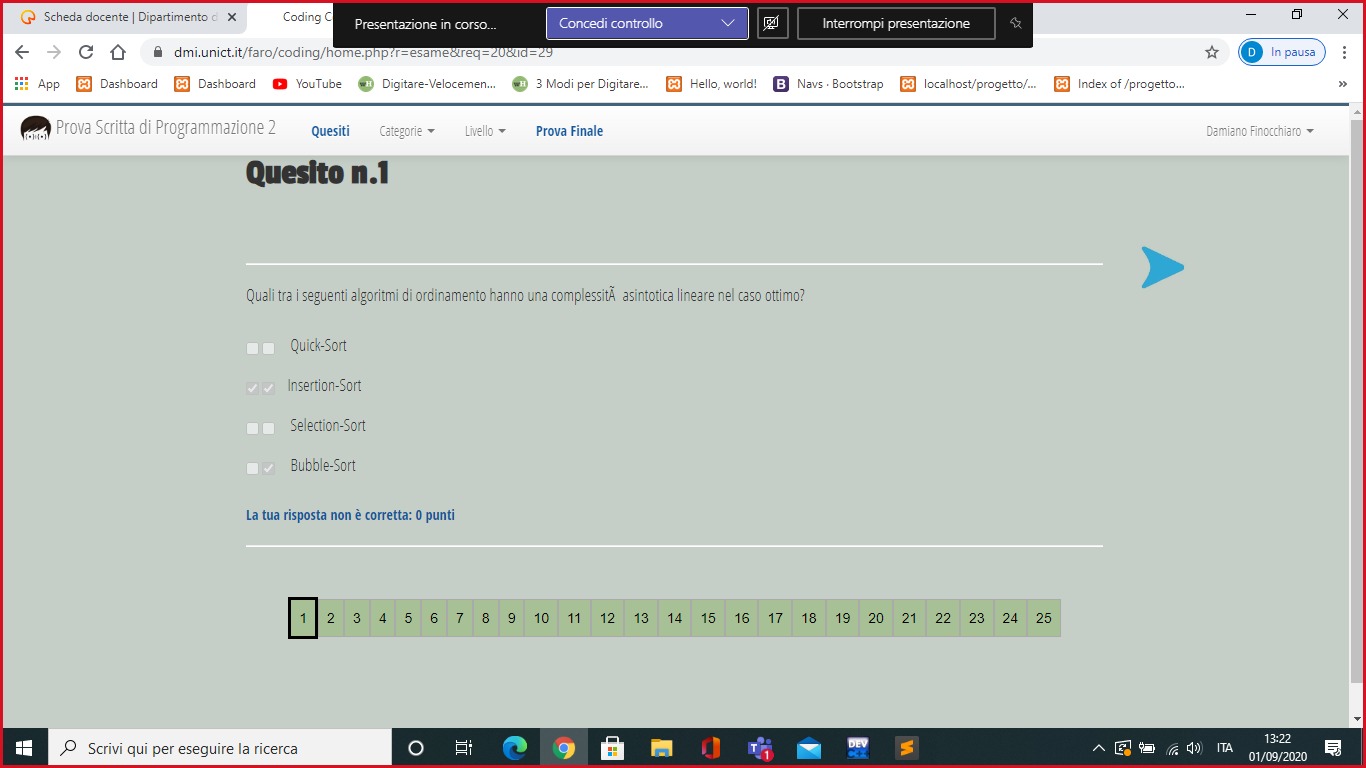 Scheda docente | Dipartimento d
Coding C
Presentazione in corso...
Concedi controllo
Interrompi presentazione
dmi.unict.it/faro/coding/home.php?r=esame&req=20&id=29
D In pausa
App
Dashboard
Dashboard
YouTube
Digitare-Velocemen...
3 Modi per Digitare...
Hello, world!
B Navs · Bootstrap
localhost/progetto/...
Index of /progetto...
»
Prova Scritta di Programmazione 2
Quesiti
Categorie
Livello
Prova Finale
Damiano Finocchiaro
Quesito n.1
Quali tra i seguenti algoritmi di ordinamento hanno una complessitÃ asintotica lineare nel caso ottimo?
Quick-Sort
Insertion-Sort
Selection-Sort
Bubble-Sort
La tua risposta non è corretta: 0 punti
1 2 3 4 5 6 7 8 9 10 11 12 13 14 15 16 17 18 19 20 21 22 23 24 25
Scrivi qui per eseguire la ricerca
DEV
1
ITA
13:22
01/09/2020